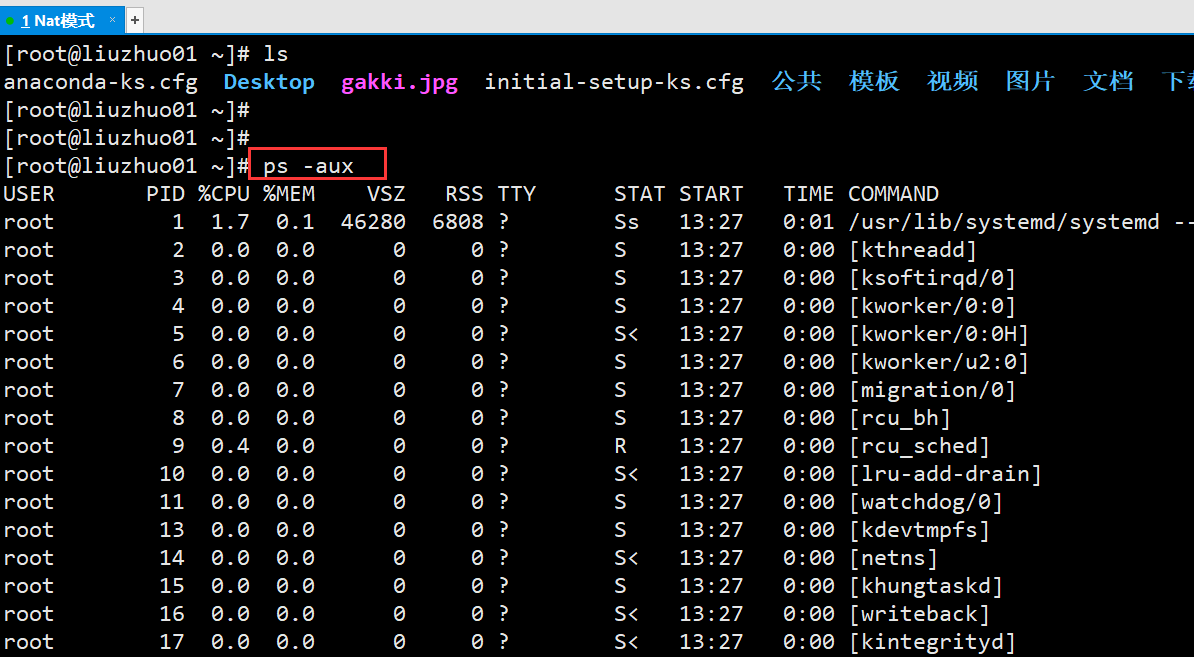 1 Nat模式 × +
[root@liuzhuo01 ~]# ls
anaconda-ks.cfg Desktop gakki.jpg initial-setup-ks.cfg 公共 模板 视频 图片 文档 下
[root@liuzhuo01 ~]#
[root@liuzhuo01 ~]#
[root@liuzhuo01 ~]# ps -aux
USER PID %CPU %MEM VSZ RSS TTY STAT START TIME COMMAND
root 1 1.7 0.1 46280 6808 ? Ss 13:27 0:01 /usr/lib/systemd/systemd --
root 2 0.0 0.0 0 0 ? S 13:27 0:00 [kthreadd]
root 3 0.0 0.0 0 0 ? S 13:27 0:00 [ksoftirqd/0]
root 4 0.0 0.0 0 0 ? S 13:27 0:00 [kworker/0:0]
root 5 0.0 0.0 0 0 ? S< 13:27 0:00 [kworker/0:0H]
root 6 0.0 0.0 0 0 ? S 13:27 0:00 [kworker/u2:0]
root 7 0.0 0.0 0 0 ? S 13:27 0:00 [migration/0]
root 8 0.0 0.0 0 0 ? S 13:27 0:00 [rcu_bh]
root 9 0.4 0.0 0 0 ? R 13:27 0:00 [rcu_sched]
root 10 0.0 0.0 0 0 ? S< 13:27 0:00 [lru-add-drain]
root 11 0.0 0.0 0 0 ? S 13:27 0:00 [watchdog/0]
root 13 0.0 0.0 0 0 ? S 13:27 0:00 [kdevtmpfs]
root 14 0.0 0.0 0 0 ? S< 13:27 0:00 [netns]
root 15 0.0 0.0 0 0 ? S 13:27 0:00 [khungtaskd]
root 16 0.0 0.0 0 0 ? S< 13:27 0:00 [writeback]
root 17 0.0 0.0 0 0 ? S< 13:27 0:00 [kintegrityd]